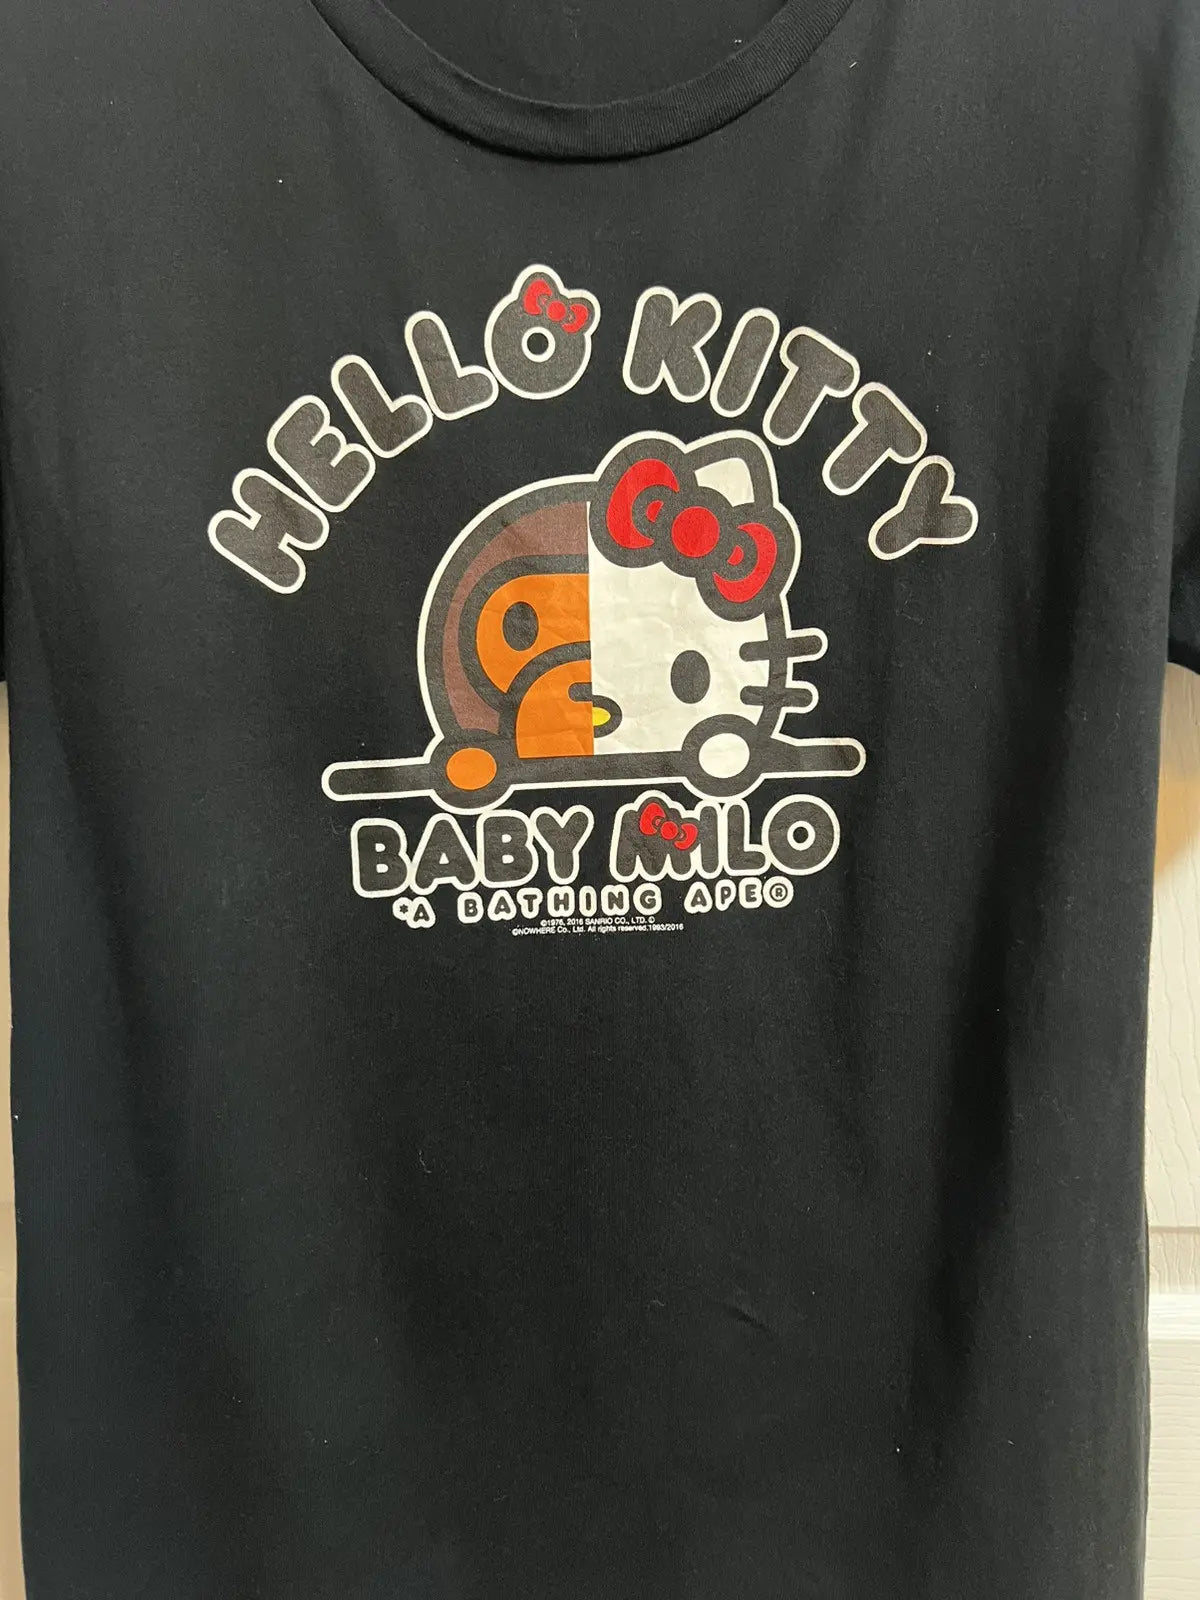 HELLO KITTY
BABY MILO
*A BATHING APE®
©1976, 2016 SANRIO CO., LTD. ©
©NOWHERE Co., Ltd. All rights reserved.1993/2016